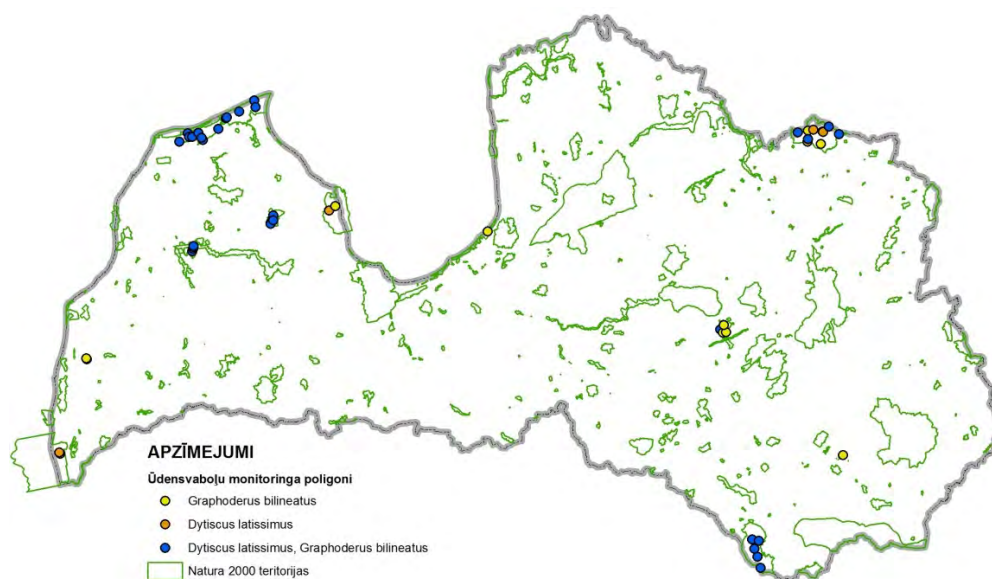 APZĪMEJUMI
Ūdensvaboļu monitoringa poligoni
Graphoderus bilineatus
Dytiscus latissimus
Dytiscus latissimus, Graphoderus bilineatus
Natura 2000 teritorijas